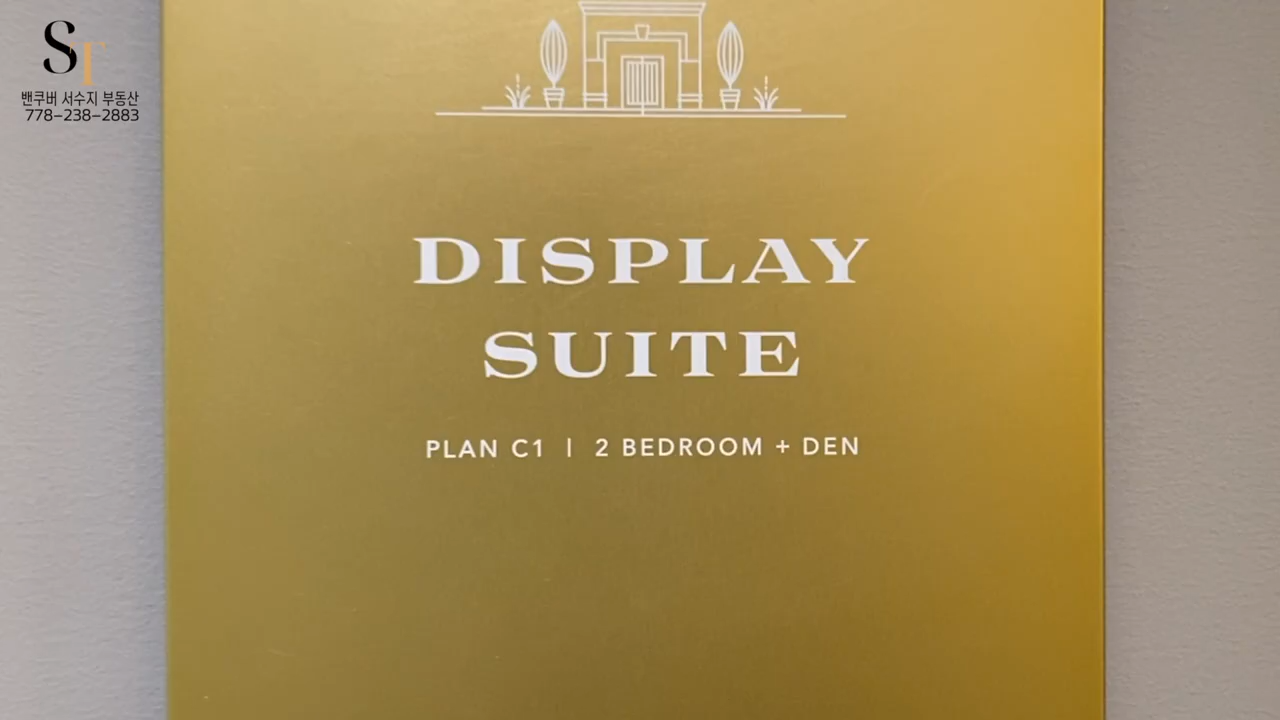 Sr
밴쿠버 서수지 부동산
778-238-2883
DISPLAY
SUITE
PLAN C1 | 2 BEDROOM + DEN